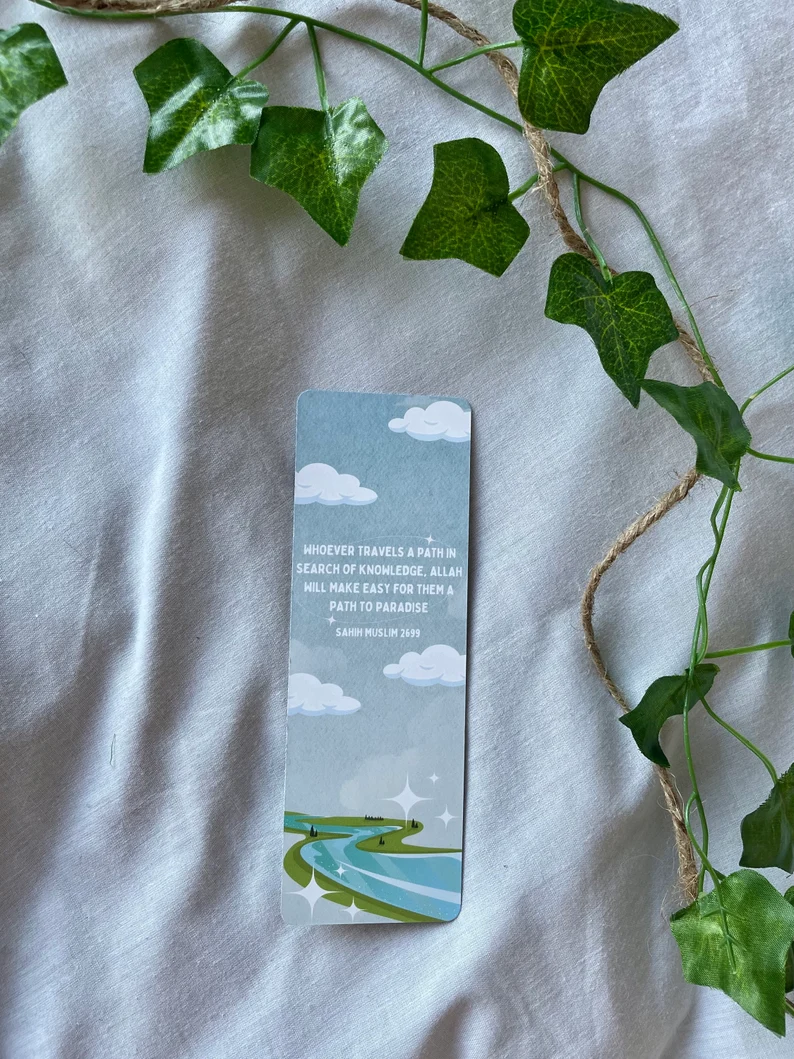 WHOEVER TRAVELS A PATH IN
SEARCH OF KNOWLEDGE, ALLAH
WILL MAKE EASY FOR THEM A
PATH TO PARADISE
SAHIH MUSLIM 2699